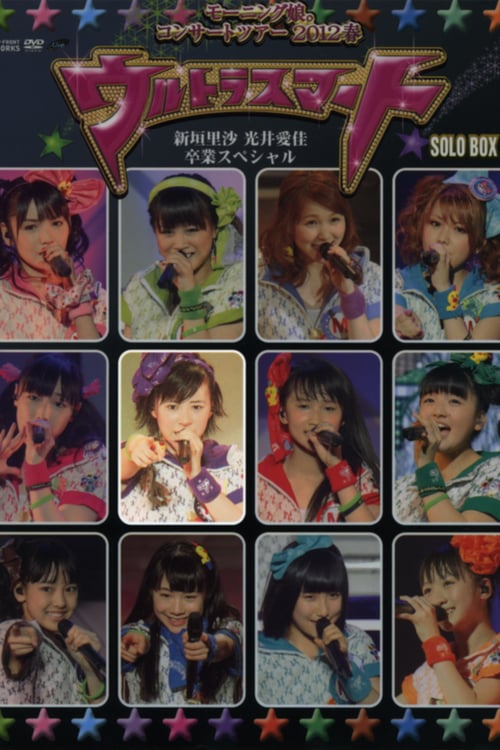 モーニング娘。
コンサートツアー 2012春
ウルトラスマート
新垣里沙 光井愛佳
卒業スペシャル
SOLO BOX
DVD